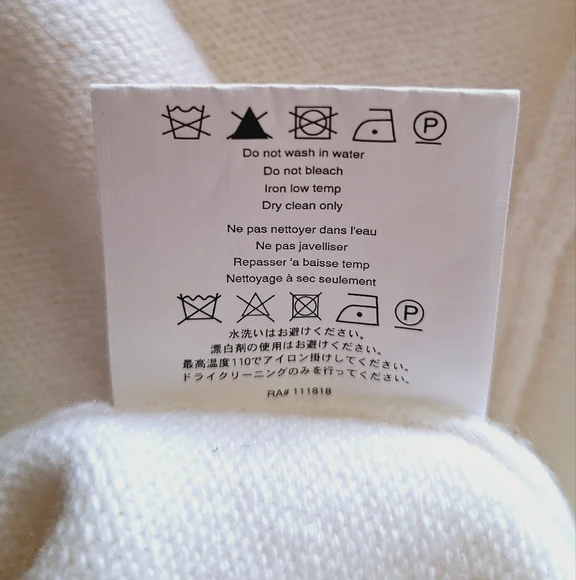 P
Do not wash in water
Do not bleach
Iron low temp
Dry clean only
Ne pas nettoyer dans l'eau
Ne pas javelliser
Repasser 'a baisse temp
Nettoyage à sec seulement
P
水洗いはお避けください。
漂白剤の使用はお避けください。
最高温度110でアイロン掛けしてください。
ドライクリーニングのみを行ってください。
RA# 111818